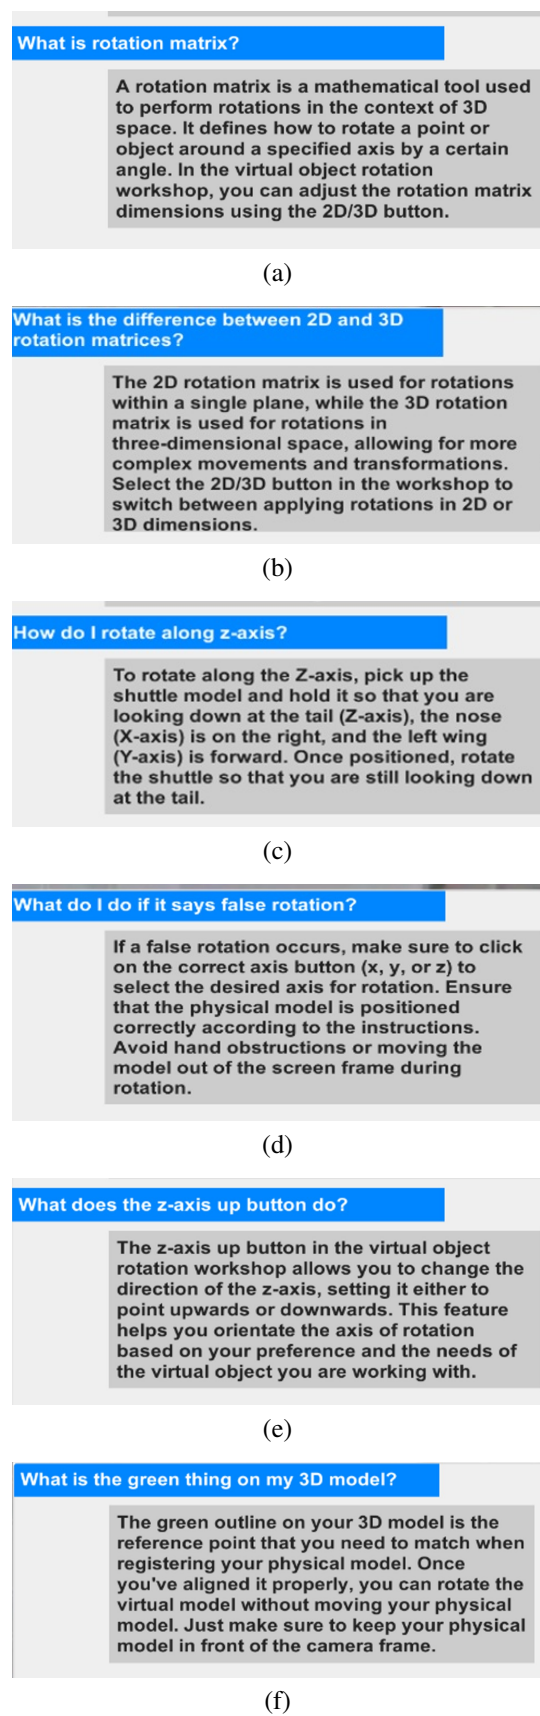 What is rotation matrix?
A rotation matrix is a mathematical tool used
to perform rotations in the context of 3D
space. It defines how to rotate a point or
object around a specified axis by a certain
angle. In the virtual object rotation
workshop, you can adjust the rotation matrix
dimensions using the 2D/3D button.
(a)
What is the difference between 2D and 3D
rotation matrices?
The 2D rotation matrix is used for rotations
within a single plane, while the 3D rotation
matrix is used for rotations in
three-dimensional space, allowing for more
complex movements and transformations.
Select the 2D/3D button in the workshop to
switch between applying rotations in 2D or
3D dimensions.
(b)
How do I rotate along z-axis?
To rotate along the Z-axis, pick up the
shuttle model and hold it so that you are
looking down at the tail (Z-axis), the nose
(X-axis) is on the right, and the left wing
(Y-axis) is forward. Once positioned, rotate
the shuttle so that you are still looking down
at the tail.
(c)
What do I do if it says false rotation?
If a false rotation occurs, make sure to click
on the correct axis button (x, y, or z) to
select the desired axis for rotation. Ensure
that the physical model is positioned
correctly according to the instructions.
Avoid hand obstructions or moving the
model out of the screen frame during
rotation.
(d)
What does the z-axis up button do?
The z-axis up button in the virtual object
rotation workshop allows you to change the
direction of the z-axis, setting it either to
point upwards or downwards. This feature
helps you orientate the axis of rotation
based on your preference and the needs of
the virtual object you are working with.
(e)
What is the green thing on my 3D model?
The green outline on your 3D model is the
reference point that you need to match when
registering your physical model. Once
you've aligned it properly, you can rotate the
virtual model without moving your physical
model. Just make sure to keep your physical
model in front of the camera frame.
(f)